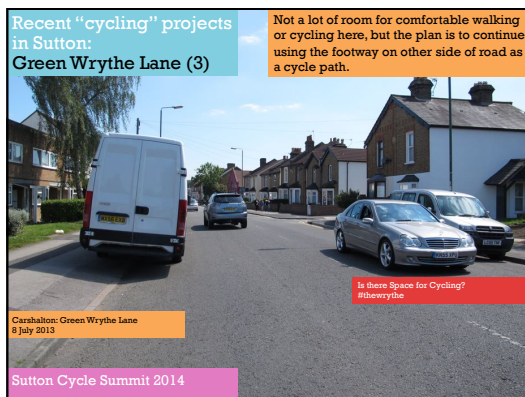 Recent “cycling” projects
in Sutton:
Green Wrythe Lane (3)
Not a lot of room for comfortable walking
or cycling here, but the plan is to continue
using the footway on other side of road as
a cycle path.
Is there Space for Cycling?
#thewrythe
Carshalton: Green Wrythe Lane
8 July 2013
Sutton Cycle Summit 2014